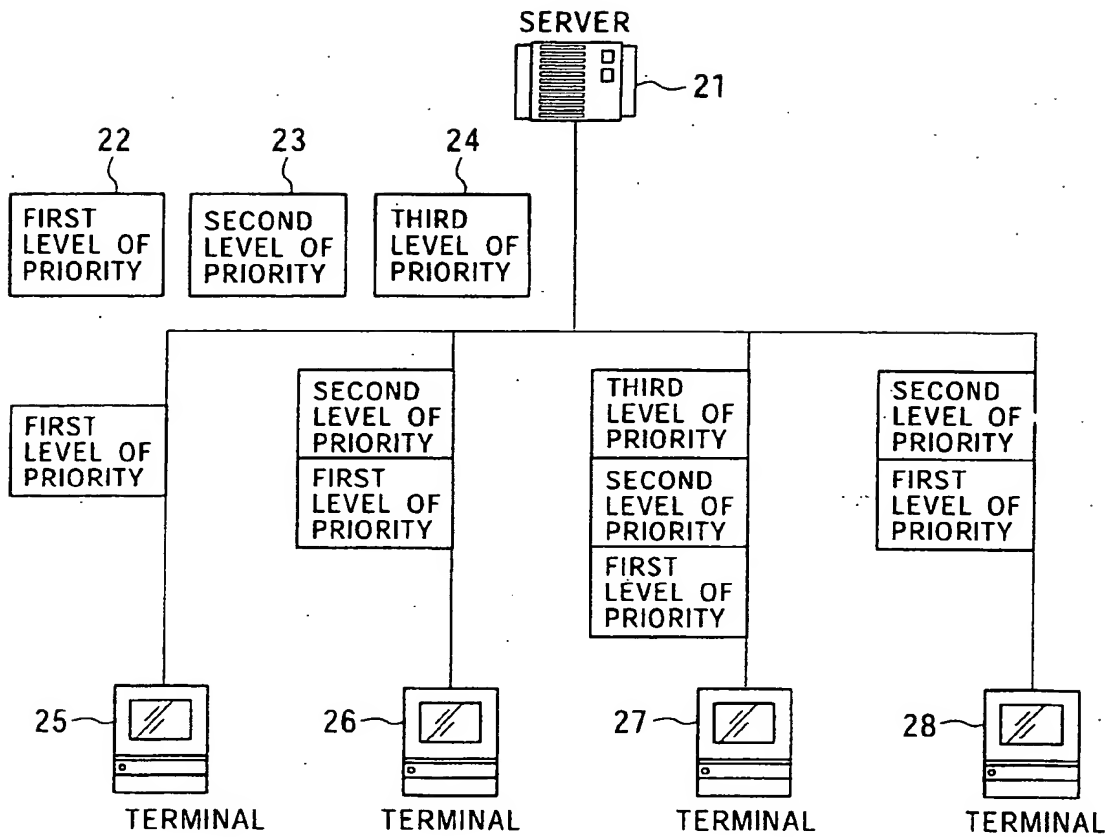 SERVER
21
22
23
24
FIRST
LEVEL OF
PRIORITY
SECOND
LEVEL OF
PRIORITY
THIRD
LEVEL OF
PRIORITY
FIRST
LEVEL OF
PRIORITY
SECOND
LEVEL OF
PRIORITY
FIRST
LEVEL OF
PRIORITY
THIRD
LEVEL OF
PRIORITY
SECOND
LEVEL OF
PRIORITY
FIRST
LEVEL OF
PRIORITY
SECOND
LEVEL OF
PRIORITY
FIRST
LEVEL OF
PRIORITY
25
26
27
28
TERMINAL
TERMINAL
TERMINAL
TERMINAL